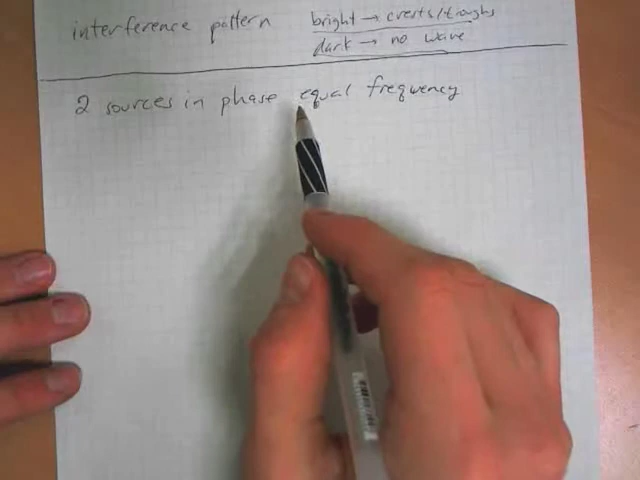 interference pattern bright → crests/troughs
dark → no wave
2 sources in phase equal frequency